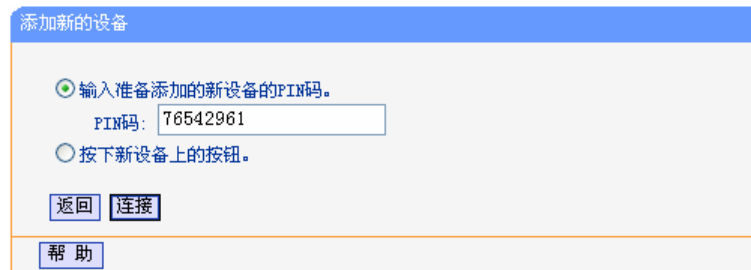 添加新的设备
输入准备添加的新设备的PIN码。
PIN码: 76542961
按下新设备上的按钮。
返回 连接
帮 助